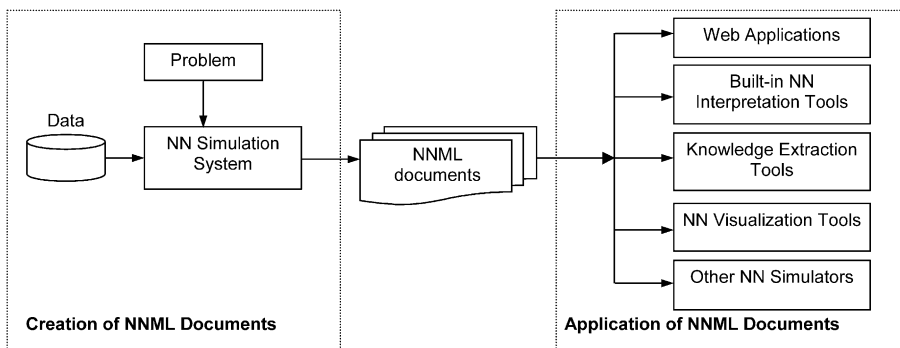 Problem
Data
NN Simulation
System
Creation of NNML Documents
NNML
documents
Web Applications
Built-in NN
Interpretation Tools
Knowledge Extraction
Tools
NN Visualization Tools
Other NN Simulators
Application of NNML Documents